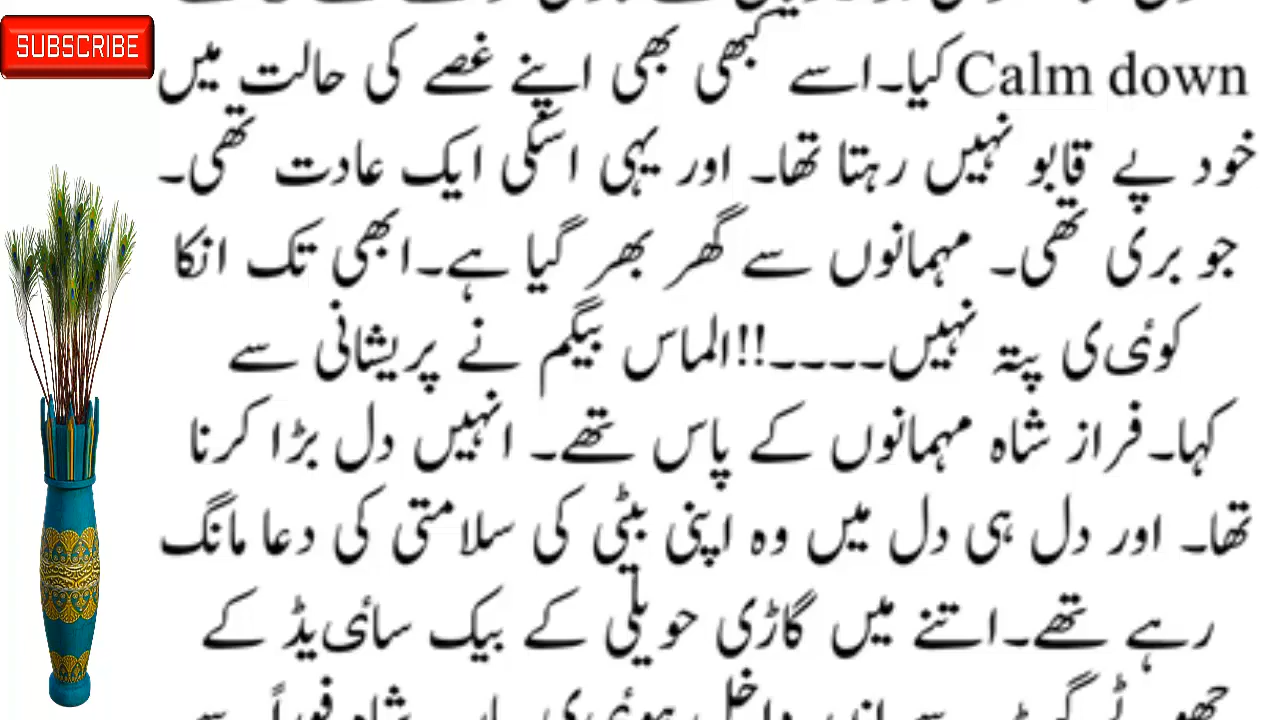 SUBSCRIBE
Calm down کیا۔اسے کبھی بھی اپنے غصے کی حالت میں
خود پے قابو نہیں رہتا تھا۔ اور یہی اسکی ایک عادت تھی۔
جو بری تھی۔ مہمانوں سے گھر بھر گیا ہے۔ابھی تک انکا
کوئی ی پتہ نہیں۔۔۔۔!!الماس بیگم نے پریشانی سے
کہا۔فراز شاہ مہمانوں کے پاس تھے۔ انہیں دل بڑا کرنا
تھا۔ اور دل ہی دل میں وہ اپنی بیٹی کی سلامتی کی دعا مانگ
رہے تھے۔اتنے میں گاڑی حویلی کے بیک سائی یڈ کے